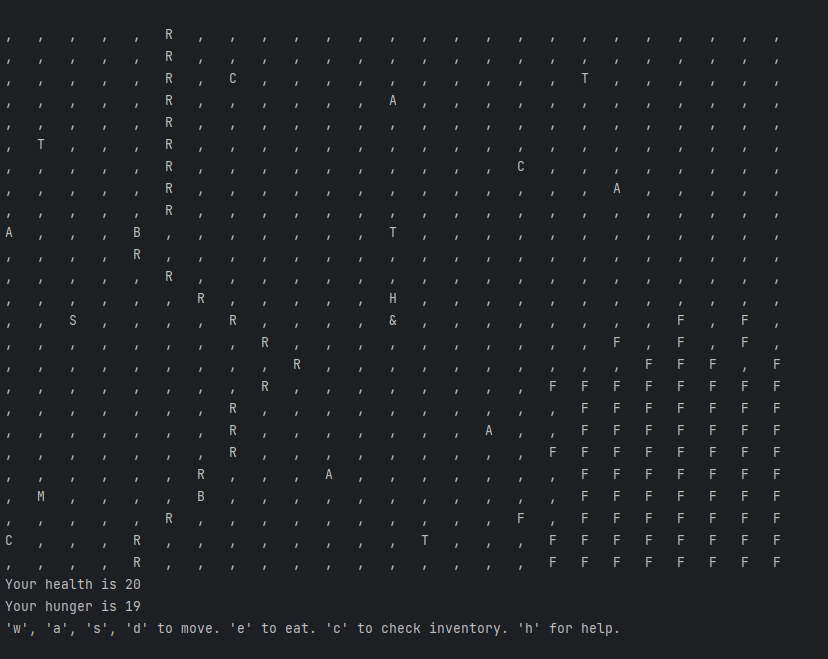 , , , , , R , , , , , , , , , , , , , , , , , , ,
, , , , , R , , , , , , , , , , , , , , , , , , ,
, , , , , R , C , , , , , , , , , , T , , , , , ,
, , , , , R , , , , , , A , , , , , , , , , , , ,
, , , , , R , , , , , , , , , , , , , , , , , , ,
, T , , , R , , , , , , , , , , , , , , , , , , ,
, , , , , R , , , , , , , , , , C , , , , , , , ,
, , , , , R , , , , , , , , , , , , , A , , , , ,
, , , , , R , , , , , , , , , , , , , , , , , , ,
A , , , B , , , , , , , T , , , , , , , , , , , ,
, , , , R , , , , , , , , , , , , , , , , , , , ,
, , , , , R , , , , , , , , , , , , , , , , , , ,
, , , , , , R , , , , , H , , , , , , , , , , , ,
, , S , , , , R , , , , & , , , , , , , , F , F ,
, , , , , , , , R , , , , , , , , , , F , F , F ,
, , , , , , , , , R , , , , , , , , , , F F F , F
, , , , , , , , R , , , , , , , , F F F F F F F F
, , , , , , , R , , , , , , , , , , F F F F F F F
, , , , , , , R , , , , , , , A , , F F F F F F F
, , , , , , , R , , , , , , , , , F F F F F F F F
, , , , , , R , , , A , , , , , , , F F F F F F F
, M , , , , B , , , , , , , , , , , F F F F F F F
, , , , , R , , , , , , , , , , F , F F F F F F F
C , , , R , , , , , , , , T , , , F F F F F F F F
, , , , R , , , , , , , , , , , , F F F F F F F F
Your health is 20
Your hunger is 19
'w', 'a', 's', 'd' to move. 'e' to eat. 'c' to check inventory. 'h' for help.